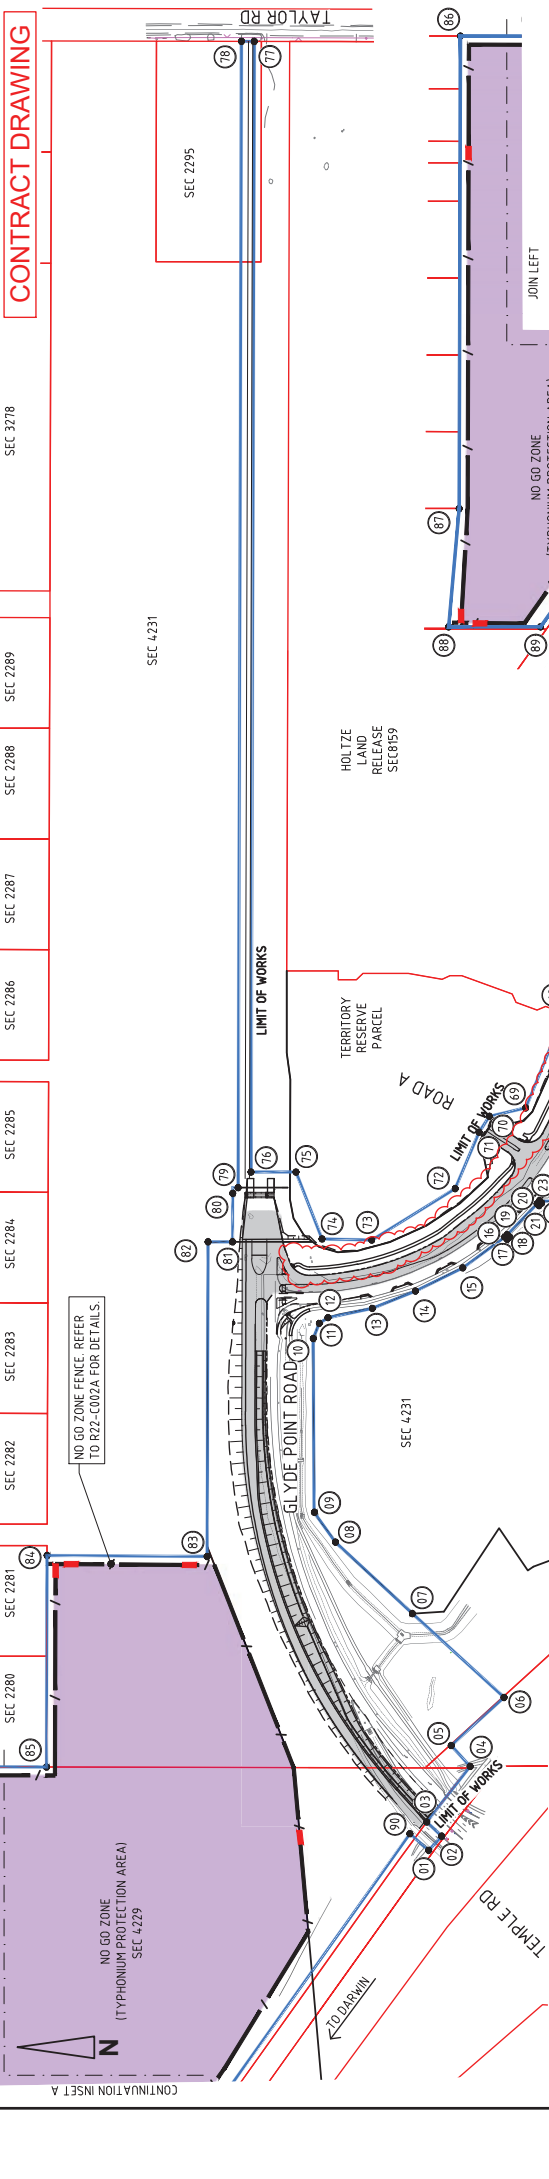 CONTRACT DRAWING
TAYLOR RD
78
77
SEC 2295
86
JOIN LEFT
NO GO ZONE
87
88
89
SEC 3278
SEC 4231
SEC 2289
SEC 2288
SEC 2287
SEC 2286
SEC 2285
SEC 2284
SEC 2283
SEC 2282
SEC 2281
SEC 2280
HOLTZE
LAND
RELEASE
SEC8159
LIMIT OF WORKS
TERRITORY
RESERVE
PARCEL
ROAD A
LIMIT OF WORKS
69
70
71
72
73
74
75
76
79
80
81
82
83
84
85
23
20
21
19
18
16
17
15
14
13
12
11
10
09
08
07
06
05
04
03
02
01
90
NO GO ZONE FENCE. REFER
TO R22-C002A FOR DETAILS.
GLYDE POINT ROAD
SEC 4231
LIMIT OF WORKS
TEMPLE RD
TO DARWIN
NO GO ZONE
(TYPHONIUM PROTECTION AREA)
SEC 4229
N
CONTINUATION INSET A